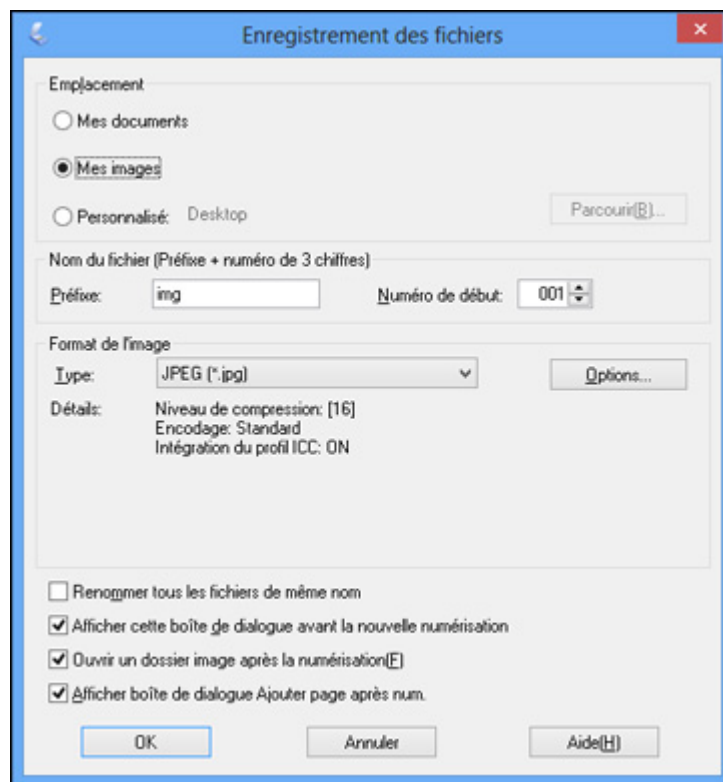 Enregistrement des fichiers
Emplacement
Mes documents
Mes images
Personnalisé: Desktop Parcourir(B)...
Nom du fichier (Préfixe + numéro de 3 chiffres)
Préfixe: img Numéro de début: 001
Format de l'image
Type: JPEG (*.jpg) Options...
Détails: Niveau de compression: [16]
Encodage: Standard
Intégration du profil ICC: ON
Renommer tous les fichiers de même nom
Afficher cette boîte de dialogue avant la nouvelle numérisation
Ouvrir un dossier image après la numérisation(F)
Afficher boîte de dialogue Ajouter page après num.
OK Annuler Aide(H)